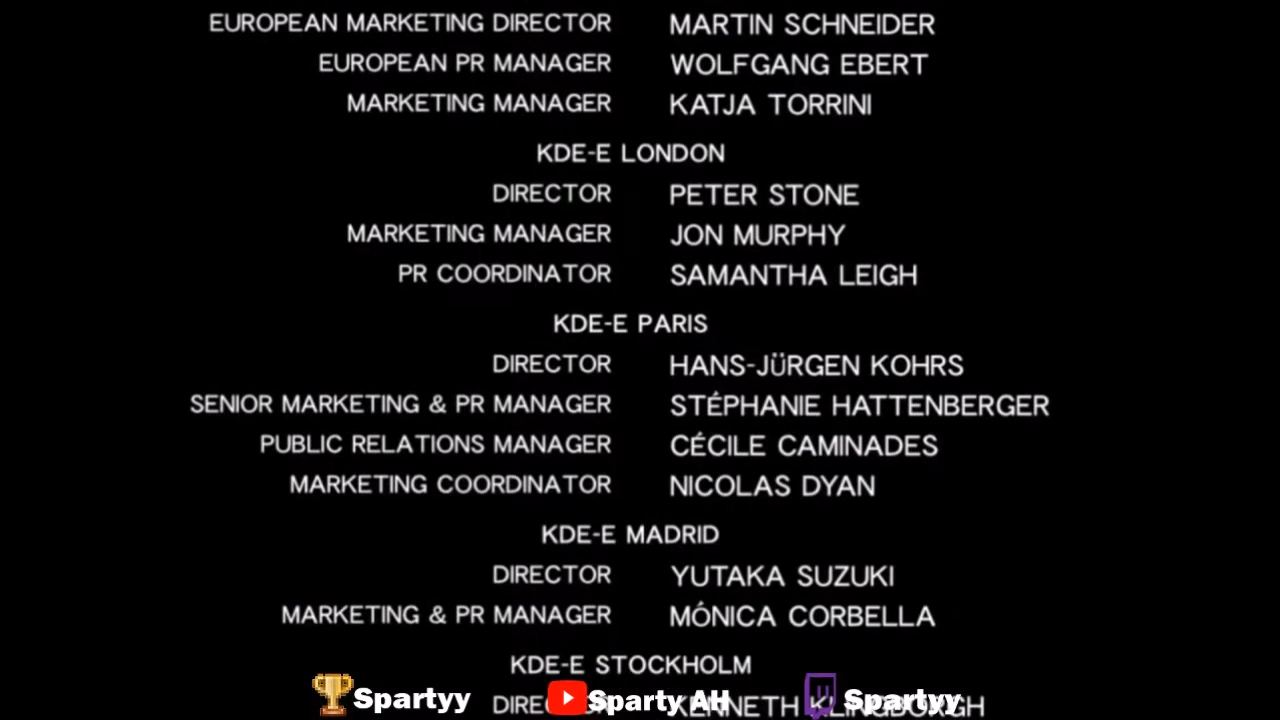 EUROPEAN MARKETING DIRECTOR MARTIN SCHNEIDER
EUROPEAN PR MANAGER WOLFGANG EBERT
MARKETING MANAGER KATJA TORRINI
KDE-E LONDON
DIRECTOR PETER STONE
MARKETING MANAGER JON MURPHY
PR COORDINATOR SAMANTHA LEIGH
KDE-E PARIS
DIRECTOR HANS-JÜRGEN KOHRS
SENIOR MARKETING & PR MANAGER STÉPHANIE HATTENBERGER
PUBLIC RELATIONS MANAGER CÉCILE CAMINADES
MARKETING COORDINATOR NICOLAS DYAN
KDE-E MADRID
DIRECTOR YUTAKA SUZUKI
MARKETING & PR MANAGER MÓNICA CORBELLA
KDE-E STOCKHOLM
DIRECTOR KENNETH KLINGBORGH
Spartyy Sparty AH Spartyy